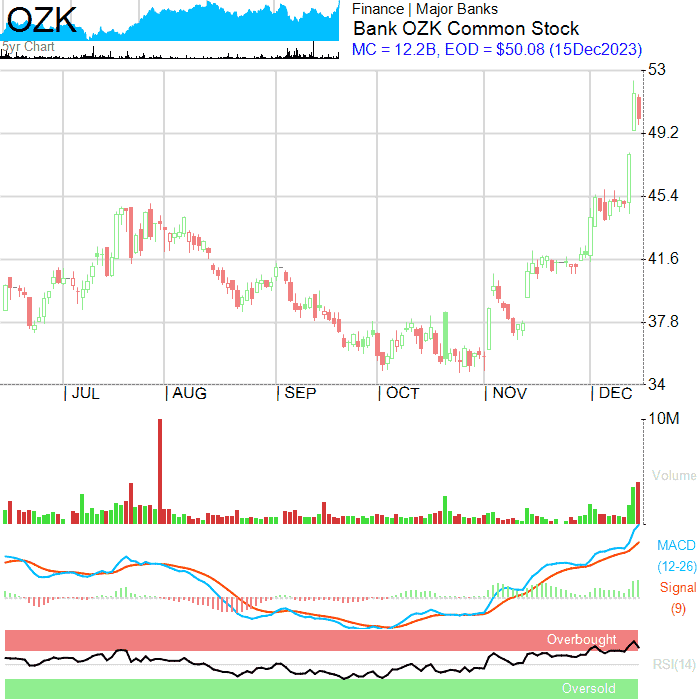 OZK
5yr Chart
Finance | Major Banks
Bank OZK Common Stock
MC = 12.2B, EOD = $50.08 (15Dec2023)
53
49.2
45.4
41.6
37.8
34
| JUL | AUG | SEP | OCT | NOV | DEC
10M
Volume
MACD
(12-26)
Signal
(9)
Overbought
RSI(14)
Oversold